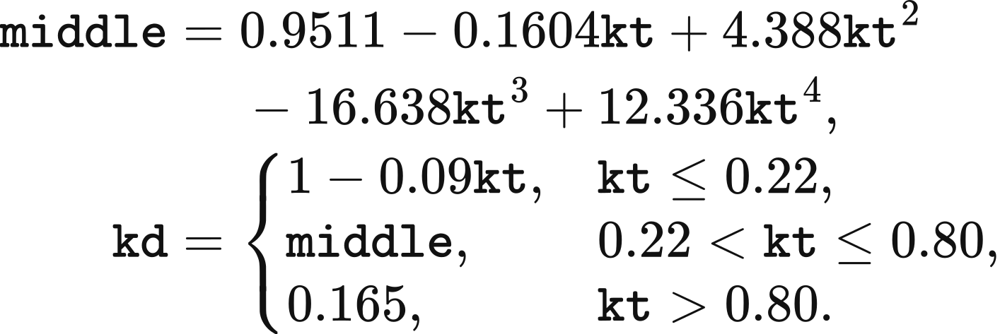 middle = 0.9511 − 0.1604kt + 4.388kt²
− 16.638kt³ + 12.336kt⁴,
kd = { 1 − 0.09kt, kt ≤ 0.22,
middle, 0.22 < kt ≤ 0.80,
0.165, kt > 0.80.